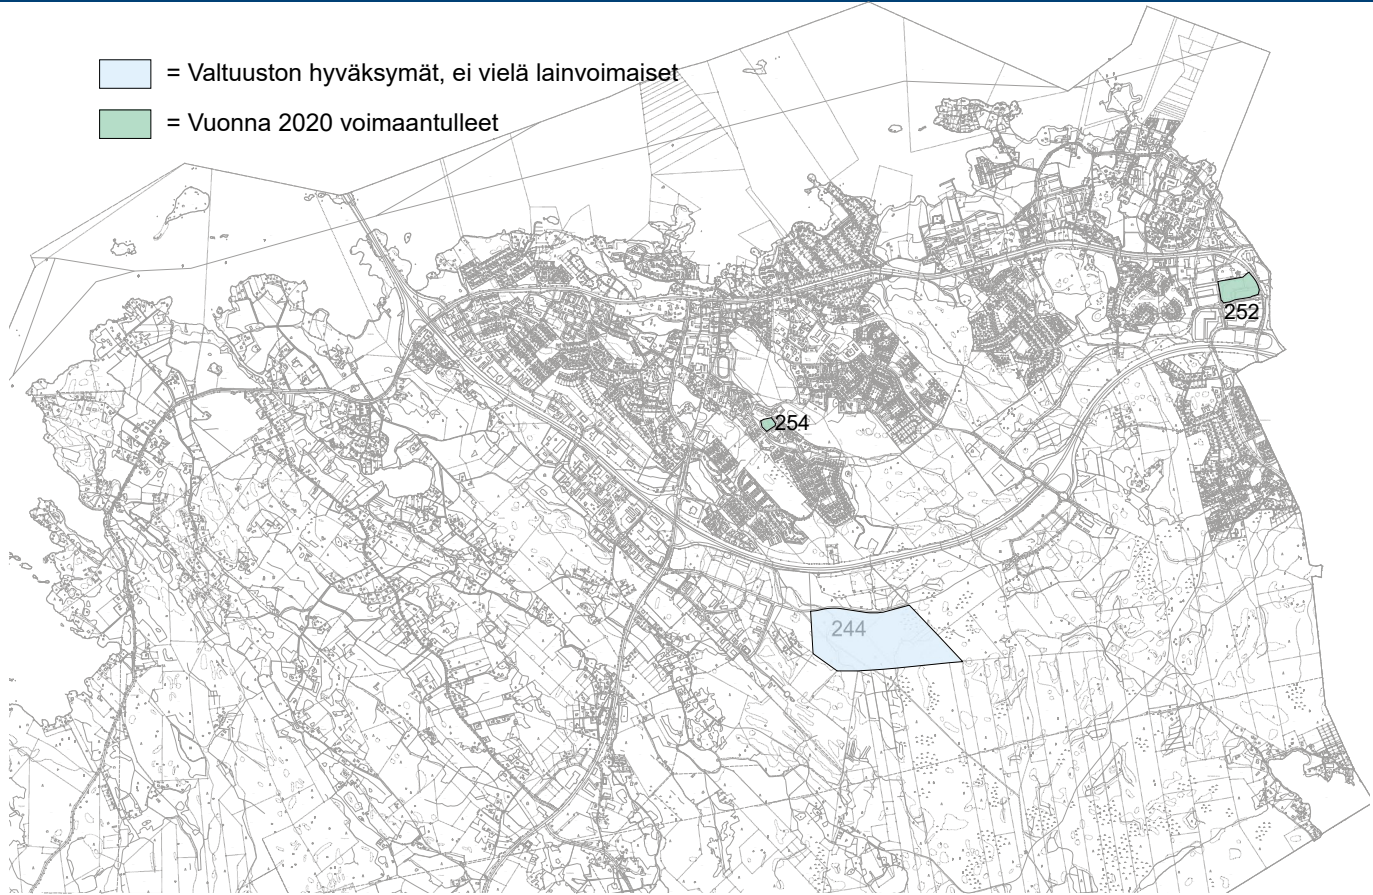 = Valtuuston hyväksymät, ei vielä lainvoimaiset
= Vuonna 2020 voimaantulleet
252
254
244